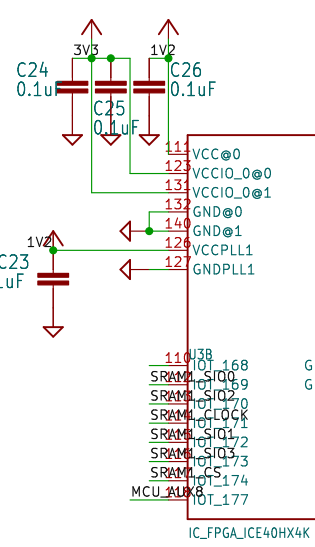 3V3
1V2
C24
0.1uF
C26
0.1uF
C25
0.1uF
111
VCC@0
123
VCCIO_0@0
131
VCCIO_0@1
132
GND@0
140
GND@1
1V2
126
VCCPLL1
127
GNDPLL1
C23
uF
U3B
110
IOT_168
G
SRAM1_SIO0
IOT_169
G
SRAM1_SIO2
IOT_170
SRAM1_CLOCK
IOT_171
SRAM1_SIO1
IOT_172
SRAM1_SIO3
IOT_173
SRAM1_CS
IOT_174
MCU_AUX8
IOT_177
IC_FPGA_ICE40HX4K